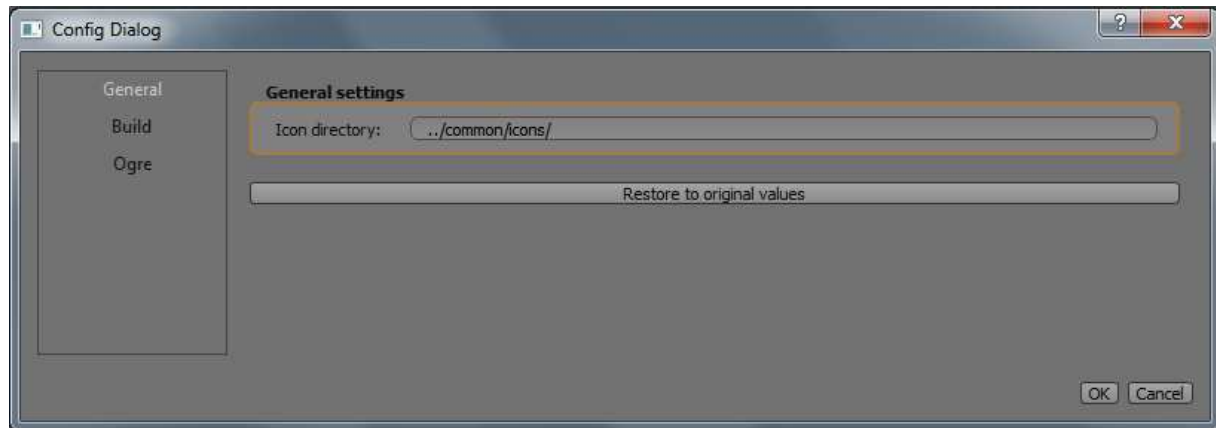 Config Dialog
General
Build
Ogre
General settings
Icon directory: ../common/icons/
Restore to original values
OK Cancel